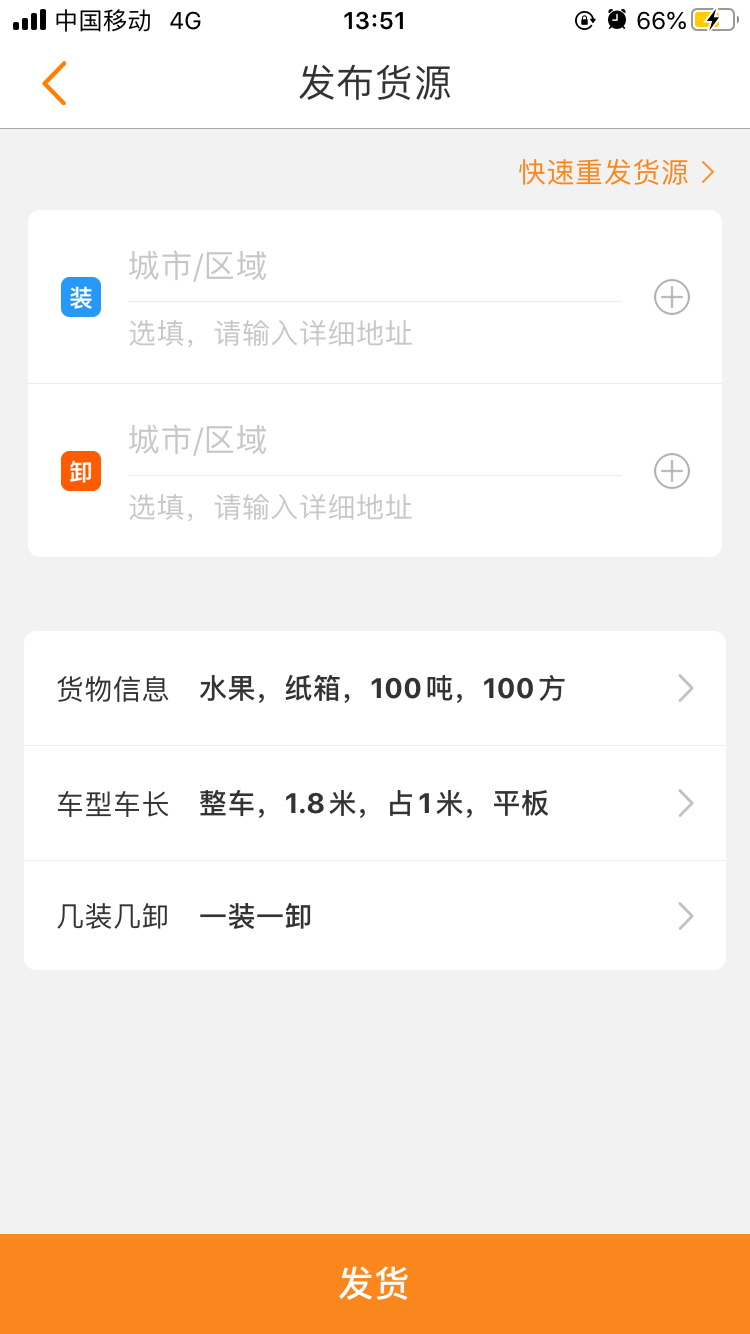 中国移动 4G 13:51 66%
发布货源
快速重发货源
城市/区域
装
选填，请输入详细地址
城市/区域
卸
选填，请输入详细地址
货物信息 水果，纸箱，100吨，100方
车型车长 整车，1.8米，占1米，平板
几装几卸 一装一卸
发货